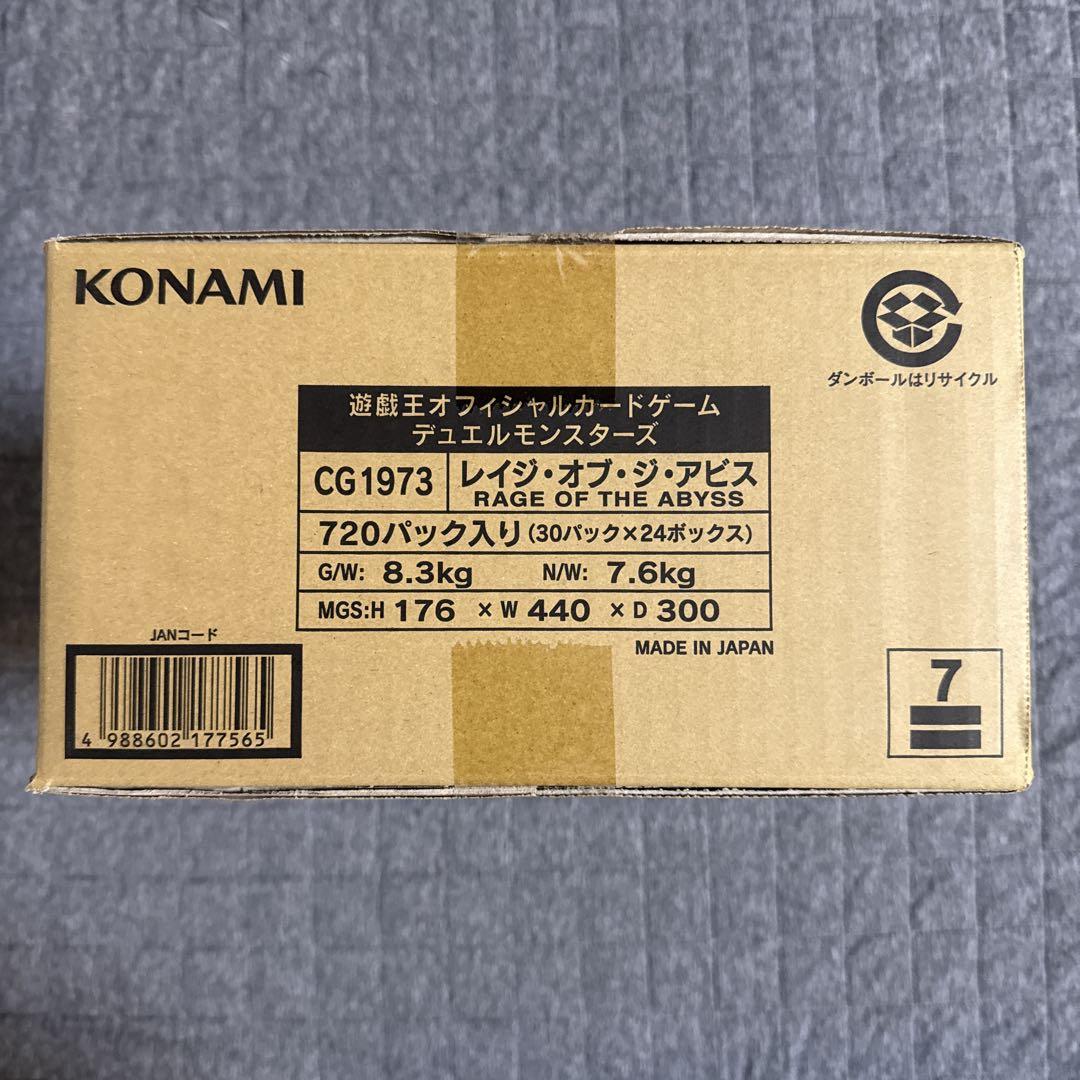 KONAMI
ダンボールはリサイクル
遊戯王オフィシャルカードゲーム
デュエルモンスターズ
CG1973
レイジ・オブ・ジ・アビス
RAGE OF THE ABYSS
720パック入り(30パック×24ボックス)
G/W: 8.3kg N/W: 7.6kg
MGS:H 176 × W 440 × D 300
MADE IN JAPAN
JANコード
4 988602 177565
7